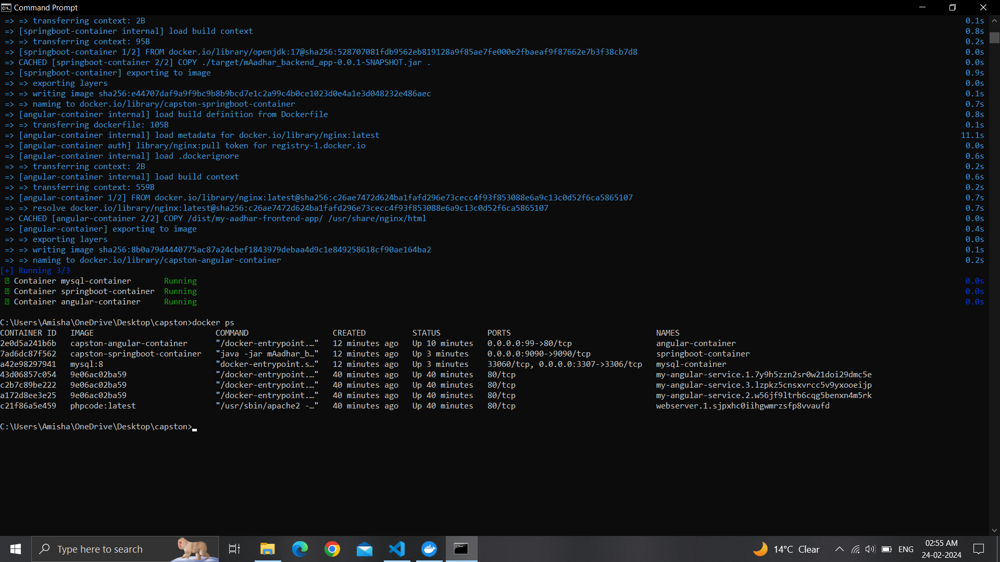 Command Prompt
=> => transferring context: 2B 0.1s
=> [springboot-container internal] load build context 0.8s
=> => transferring context: 95B 0.2s
=> [springboot-container 1/2] FROM docker.io/library/openjdk:17@sha256:528707081fdb9562eb819128a9f85ae7fe000e2fbaeaf9f87662e7b3f38cb7d8 0.0s
=> CACHED [springboot-container 2/2] COPY ./target/mAadhar_backend_app-0.0.1-SNAPSHOT.jar . 0.0s
=> [springboot-container] exporting to image 0.9s
=> => exporting layers 0.0s
=> => writing image sha256:e44707daf9a9f9bc9b8b9bcd7e1c2a99c4b0ce1023d0e4a1e3d048232e486aec 0.1s
=> => naming to docker.io/library/capston-springboot-container 0.7s
=> [angular-container internal] load build definition from Dockerfile 0.8s
=> => transferring dockerfile: 105B 0.1s
=> [angular-container internal] load metadata for docker.io/library/nginx:latest 11.1s
=> [angular-container auth] library/nginx:pull token for registry-1.docker.io 0.0s
=> [angular-container internal] load .dockerignore 0.6s
=> => transferring context: 2B 0.2s
=> [angular-container internal] load build context 0.6s
=> => transferring context: 559B 0.2s
=> [angular-container 1/2] FROM docker.io/library/nginx:latest@sha256:c26ae7472d624ba1fafd296e73cecc4f93f853088e6a9c13c0d52f6ca5865107 0.7s
=> => resolve docker.io/library/nginx:latest@sha256:c26ae7472d624ba1fafd296e73cecc4f93f853088e6a9c13c0d52f6ca5865107 0.7s
=> CACHED [angular-container 2/2] COPY /dist/my-aadhar-frontend-app/ /usr/share/nginx/html 0.0s
=> [angular-container] exporting to image 0.4s
=> => exporting layers 0.0s
=> => writing image sha256:8b0a79d4440775ac87a24cbef1843979debaa4d9c1e849258618cf90ae164ba2 0.1s
=> => naming to docker.io/library/capston-angular-container 0.2s
[+] Running 3/3
Container mysql-container Running 0.0s
Container springboot-container Running 0.0s
Container angular-container Running 0.0s
C:\Users\Amisha\OneDrive\Desktop\capston>docker ps
CONTAINER ID IMAGE COMMAND CREATED STATUS PORTS NAMES
2e0d5a241b6b capston-angular-container "/docker-entrypoint.…" 12 minutes ago Up 10 minutes 0.0.0.0:99->80/tcp angular-container
7ad6dc87f562 capston-springboot-container "java -jar mAadhar_b…" 12 minutes ago Up 3 minutes 0.0.0.0:9090->9090/tcp springboot-container
a42e98297941 mysql:8 "docker-entrypoint.s…" 12 minutes ago Up 3 minutes 33060/tcp, 0.0.0.0:3307->3306/tcp mysql-container
43d06857c054 9e06ac02ba59 "/docker-entrypoint.…" 40 minutes ago Up 40 minutes 80/tcp my-angular-service.1.7y9h5zzn2sr0w21doi29dmc5e
c2b7c89be222 9e06ac02ba59 "/docker-entrypoint.…" 40 minutes ago Up 40 minutes 80/tcp my-angular-service.3.lzpkz5cnsxvrcc5v9yxooeijp
a172d8ee3e25 9e06ac02ba59 "/docker-entrypoint.…" 40 minutes ago Up 40 minutes 80/tcp my-angular-service.2.w56jf9ltrb6cqg5benxn4m5rk
c21f86a5e459 phpcode:latest "/usr/sbin/apache2 -…" 40 minutes ago Up 40 minutes 80/tcp webserver.1.sjpxhc0iihgwmrzsfp8vvaufd
C:\Users\Amisha\OneDrive\Desktop\capston>
Type here to search
14°C Clear
ENG
02:55 AM
24-02-2024